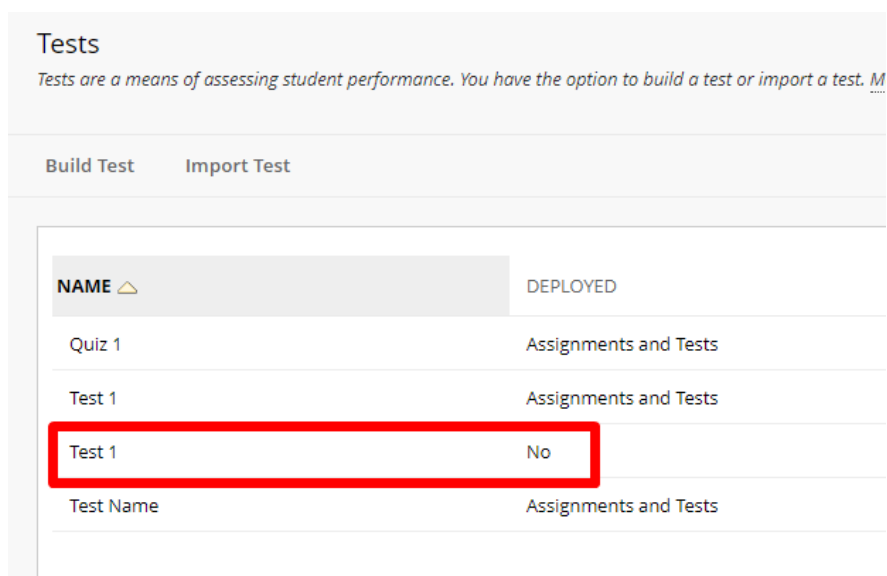 Tests
Tests are a means of assessing student performance. You have the option to build a test or import a test. M
Build Test Import Test
NAME DEPLOYED
Quiz 1 Assignments and Tests
Test 1 Assignments and Tests
Test 1 No
Test Name Assignments and Tests